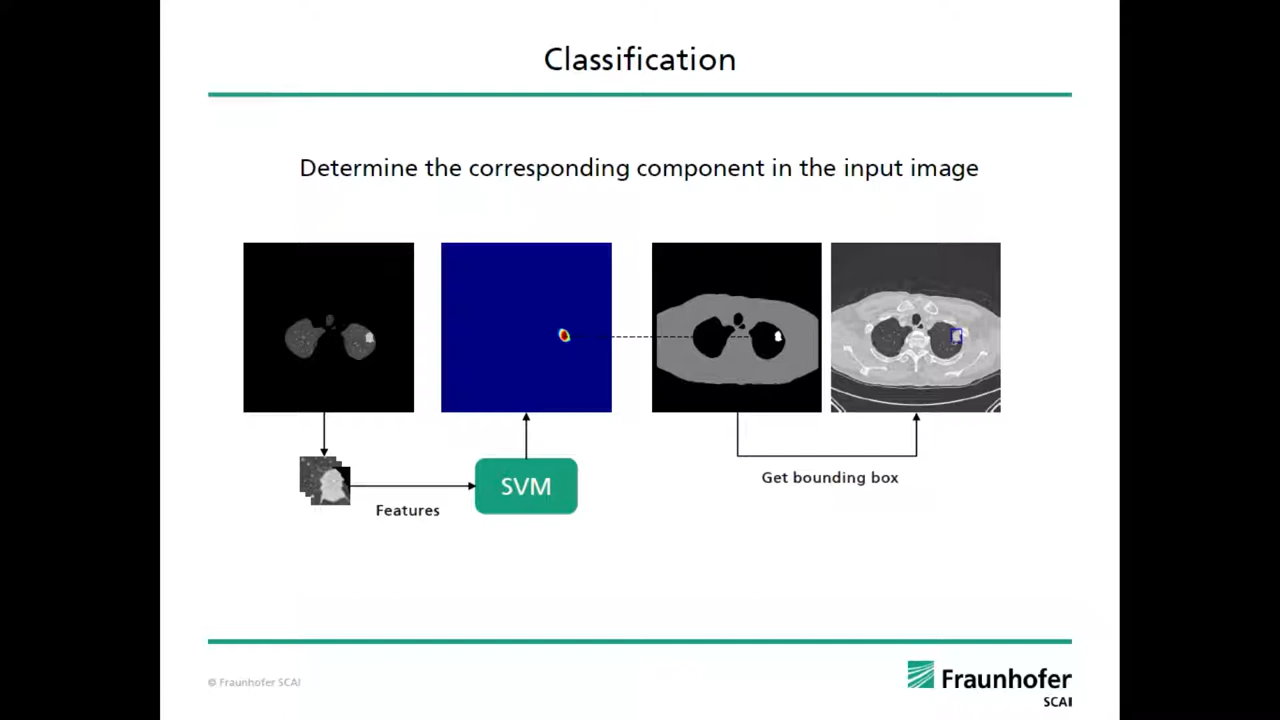 Classification
Determine the corresponding component in the input image
Get bounding box
SVM
Features
© Fraunhofer SCAI
Fraunhofer
SCAI